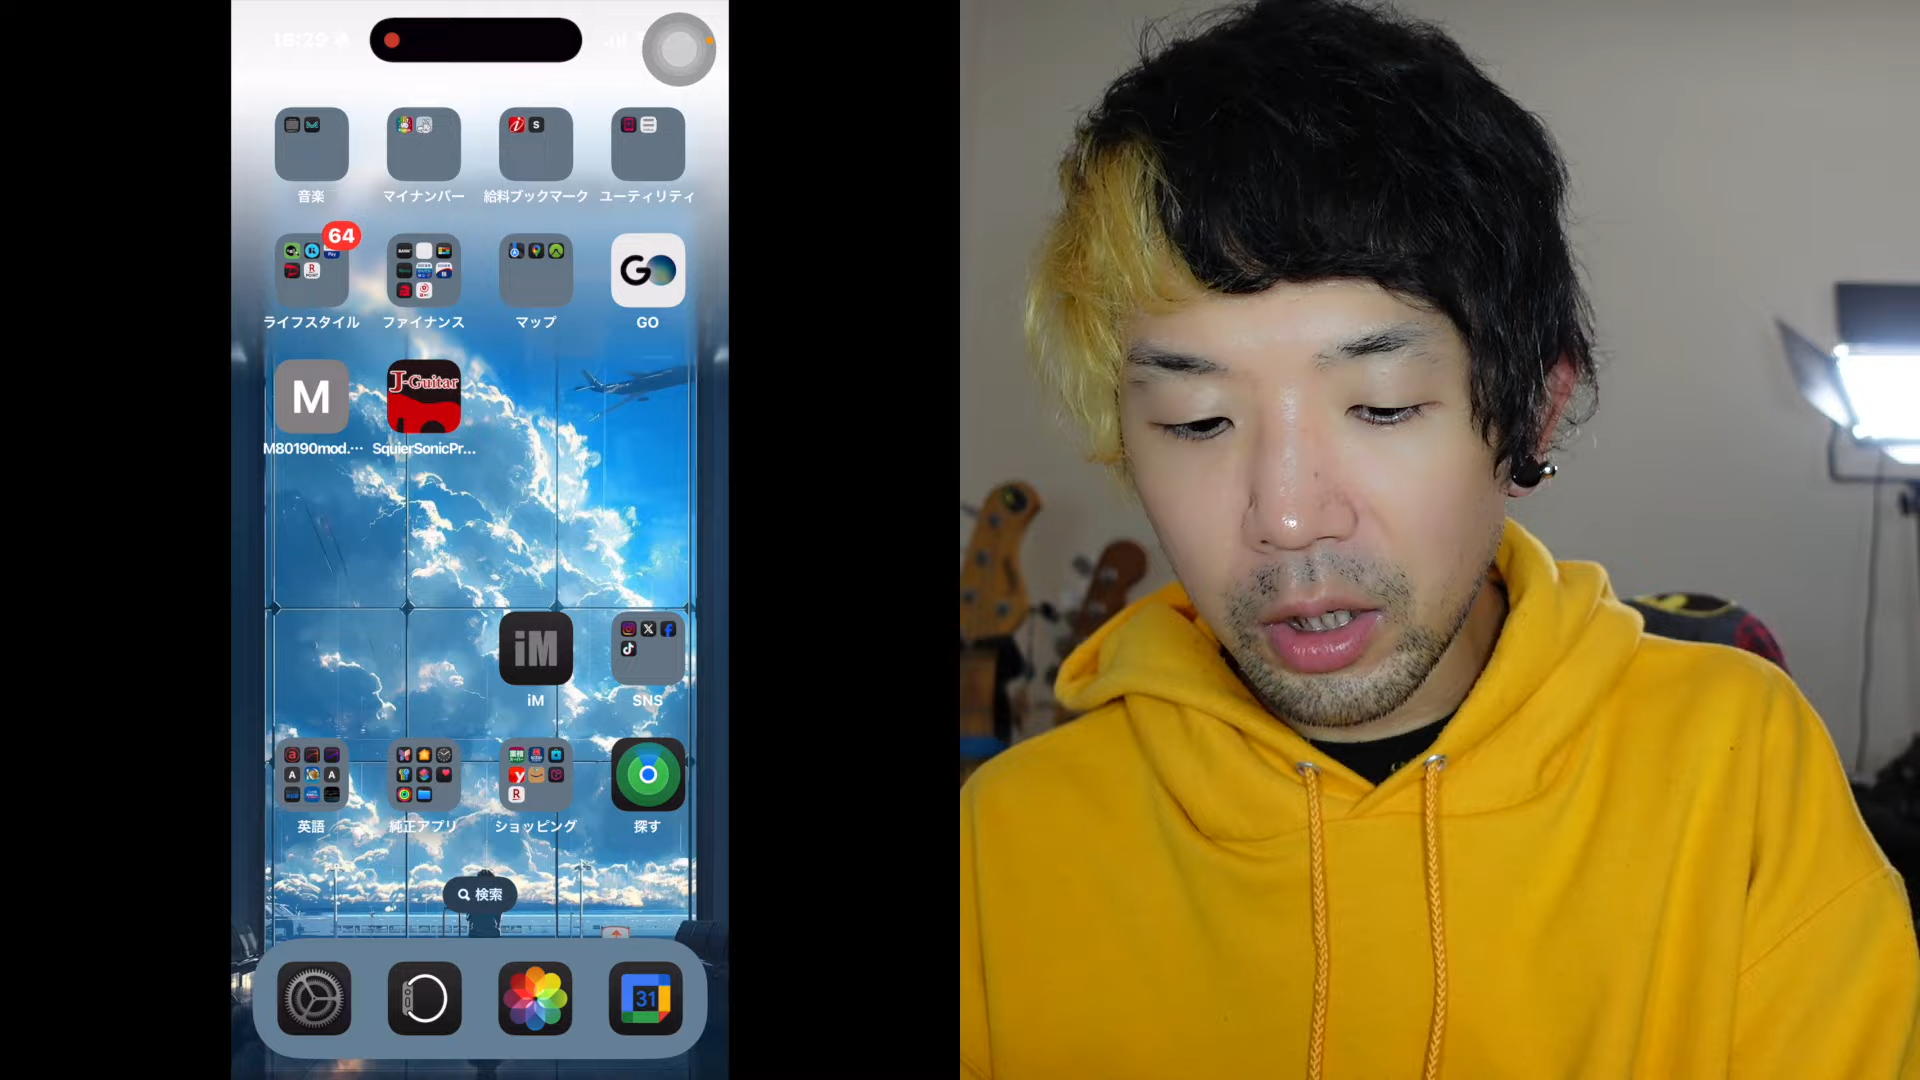 16:29
音楽
マイナンバー
給料ブックマーク
ユーティリティ
64
ライフスタイル
ファイナンス
マップ
GO
GO
M
J-Guitar
M80190mod.…
SquierSonicPr...
iM
iM
SNS
英語
純正アプリ
ショッピング
探す
検索
31